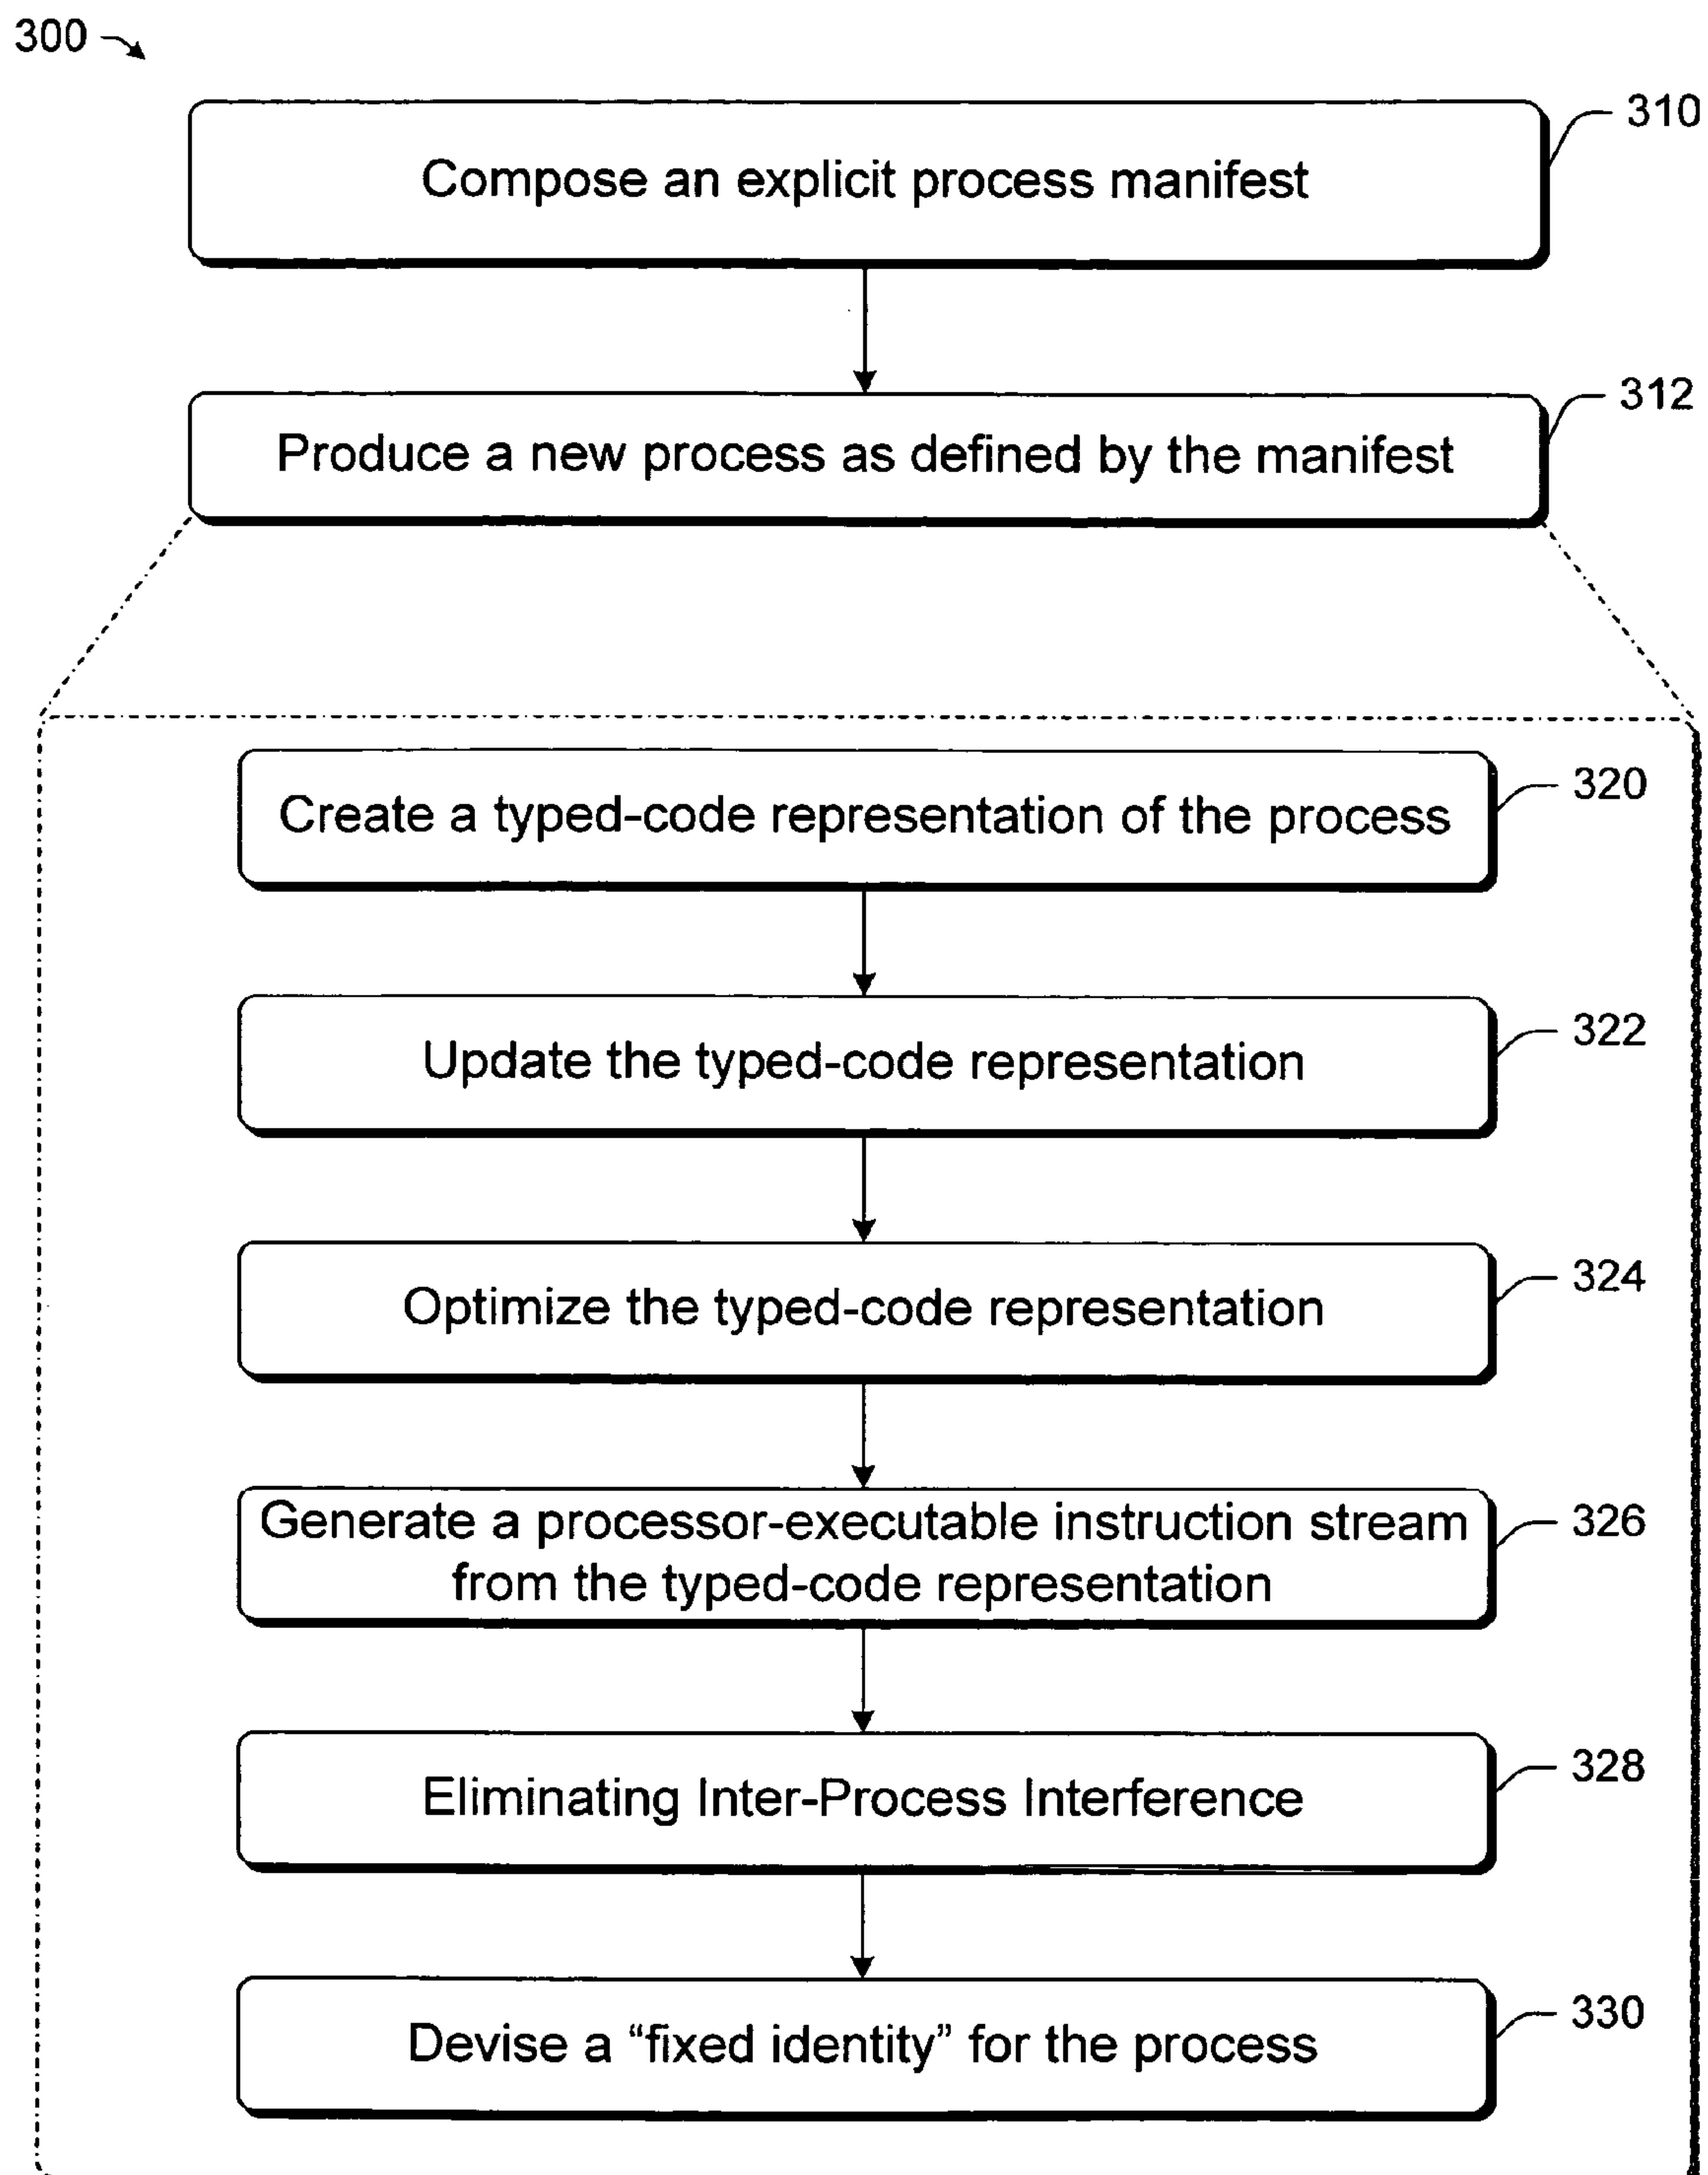 300
310
Compose an explicit process manifest
312
Produce a new process as defined by the manifest
320
Create a typed-code representation of the process
322
Update the typed-code representation
324
Optimize the typed-code representation
326
Generate a processor-executable instruction stream
from the typed-code representation
328
Eliminating Inter-Process Interference
330
Devise a “fixed identity” for the process